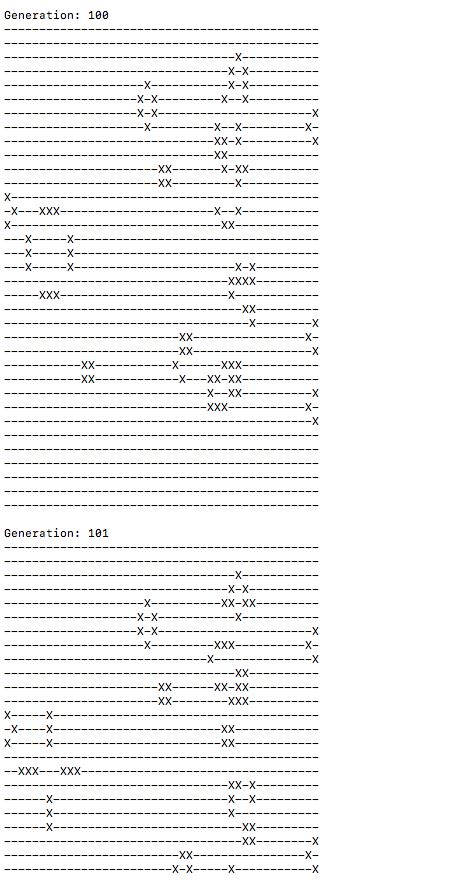 Generation: 100
---------------------------------------------
---------------------------------------------
---------------------------------X-----------
--------------------------------X-X----------
--------------------X-----------X-X----------
-------------------X-X---------X--X----------
-------------------X-X----------------------X
--------------------X---------X--X---------X-
------------------------------XX-X----------X
------------------------------XX-------------
----------------------XX-------X-XX----------
----------------------XX---------X-----------
X--------------------------------------------
-X---XXX----------------------X--X-----------
X------------------------------XX------------
---X-----X-----------------------------------
---X-----X-----------------------------------
---X-----X-----------------------X-X---------
--------------------------------XXXX---------
-----XXX------------------------X------------
----------------------------------XX---------
-----------------------------------X--------X
-------------------------XX----------------X-
-------------------------XX-----------------X
-----------XX-----------X------XXX-----------
-----------XX------------X---XX-XX-----------
-----------------------------X--XX----------X
-----------------------------XXX-----------X-
--------------------------------------------X
---------------------------------------------
---------------------------------------------
---------------------------------------------
---------------------------------------------
---------------------------------------------
---------------------------------------------
Generation: 101
---------------------------------------------
---------------------------------------------
---------------------------------X-----------
--------------------------------X-X----------
--------------------X----------XX-XX---------
-------------------X-X-----------X-----------
-------------------X-X----------------------X
--------------------X---------XXX----------X-
-----------------------------X--------------X
---------------------------------XX----------
----------------------XX------XX-XX----------
----------------------XX--------XXX----------
X-----X--------------------------------------
-X----X------------------------XX------------
X-----X------------------------XX------------
---------------------------------------------
--XXX---XXX----------------------------------
--------------------------------XX-X---------
------X-------------------------X--X---------
------X-------------------------X------------
------X---------------------------XX---------
----------------------------------XX--------X
-------------------------XX----------------X-
------------------------X-X-----X-----------X